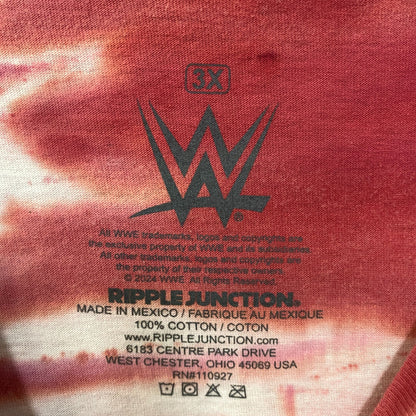 3X
W
®
All WWE trademarks, logos and copyrights are
the exclusive property of WWE and its subsidiaries.
All other trademarks, logos and copyrights are the
property of their respective owners.
© 2024 WWE. All Rights Reserved.
RIPPLE JUNCTION®
MADE IN MEXICO / FABRIQUE AU MEXIQUE
100% COTTON / COTON
www.RIPPLEJUNCTION.com
6183 CENTRE PARK DRIVE
WEST CHESTER, OHIO 45069 USA
RN#110927